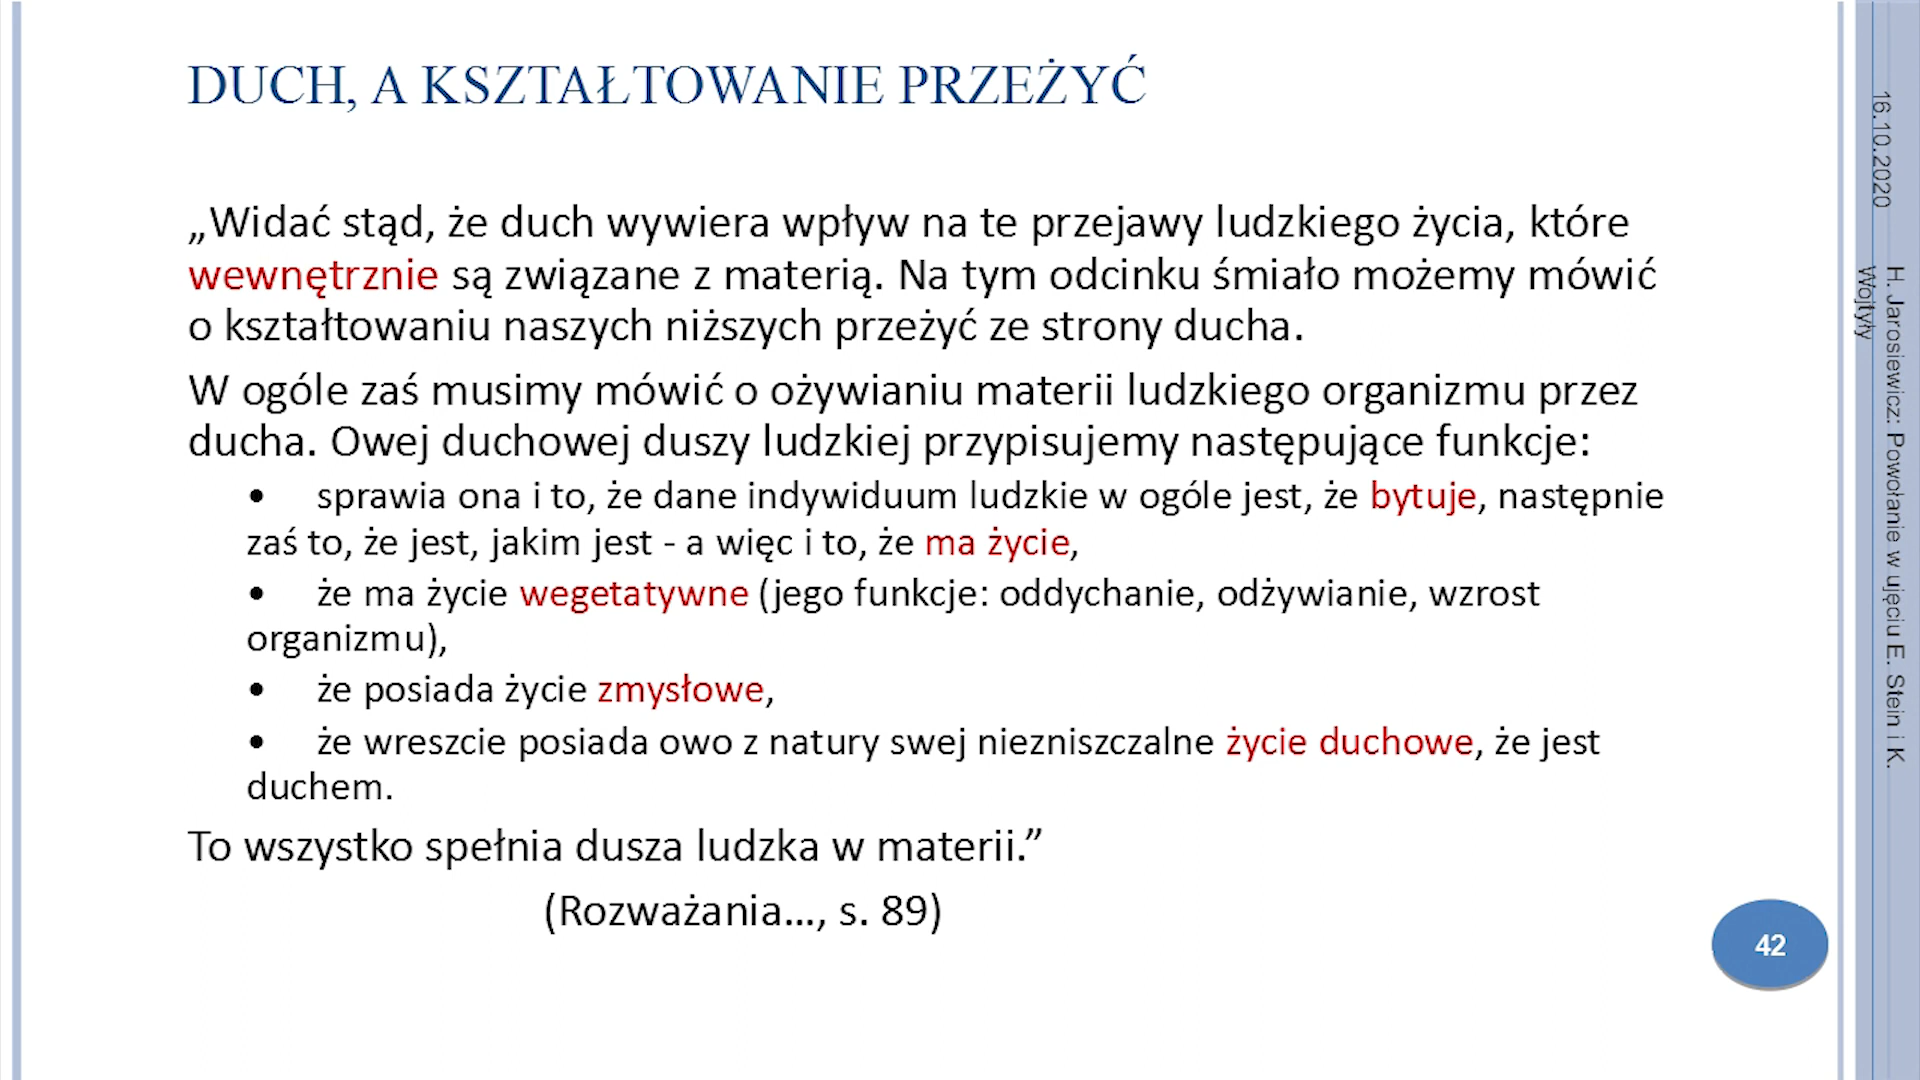 DUCH, A KSZTAŁTOWANIE PRZEŻYĆ
„Widać stąd, że duch wywiera wpływ na te przejawy ludzkiego życia, które
wewnętrznie są związane z materią. Na tym odcinku śmiało możemy mówić
o kształtowaniu naszych niższych przeżyć ze strony ducha.
W ogóle zaś musimy mówić o ożywianiu materii ludzkiego organizmu przez
ducha. Owej duchowej duszy ludzkiej przypisujemy następujące funkcje:
• sprawia ona i to, że dane indywiduum ludzkie w ogóle jest, że bytuje, następnie
zaś to, że jest, jakim jest - a więc i to, że ma życie,
• że ma życie wegetatywne (jego funkcje: oddychanie, odżywianie, wzrost
organizmu),
• że posiada życie zmysłowe,
• że wreszcie posiada owo z natury swej niezniszczalne życie duchowe, że jest
duchem.
To wszystko spełnia dusza ludzka w materii.”
(Rozważania…, s. 89)
16.10.2020
H. Jarosiewicz: Powołanie w ujęciu E. Stein i K.
Wojtyły
42